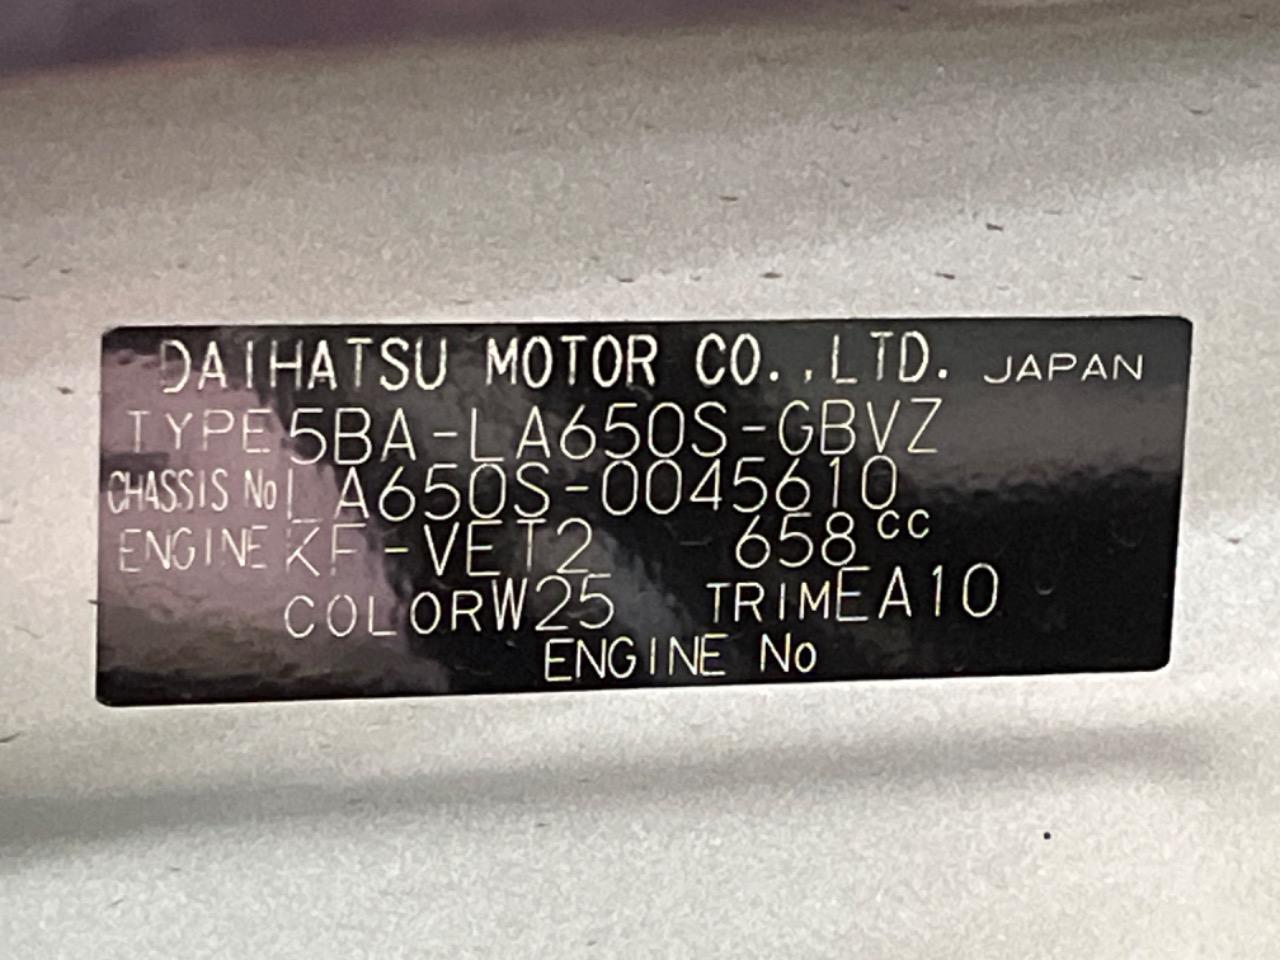 DAIHATSU MOTOR CO.,LTD. JAPAN
TYPE 5BA-LA650S-GBVZ
CHASSIS No LA650S-0045610
ENGINE KF-VET2 658cc
COLOR W25 TRIM EA10
ENGINE No